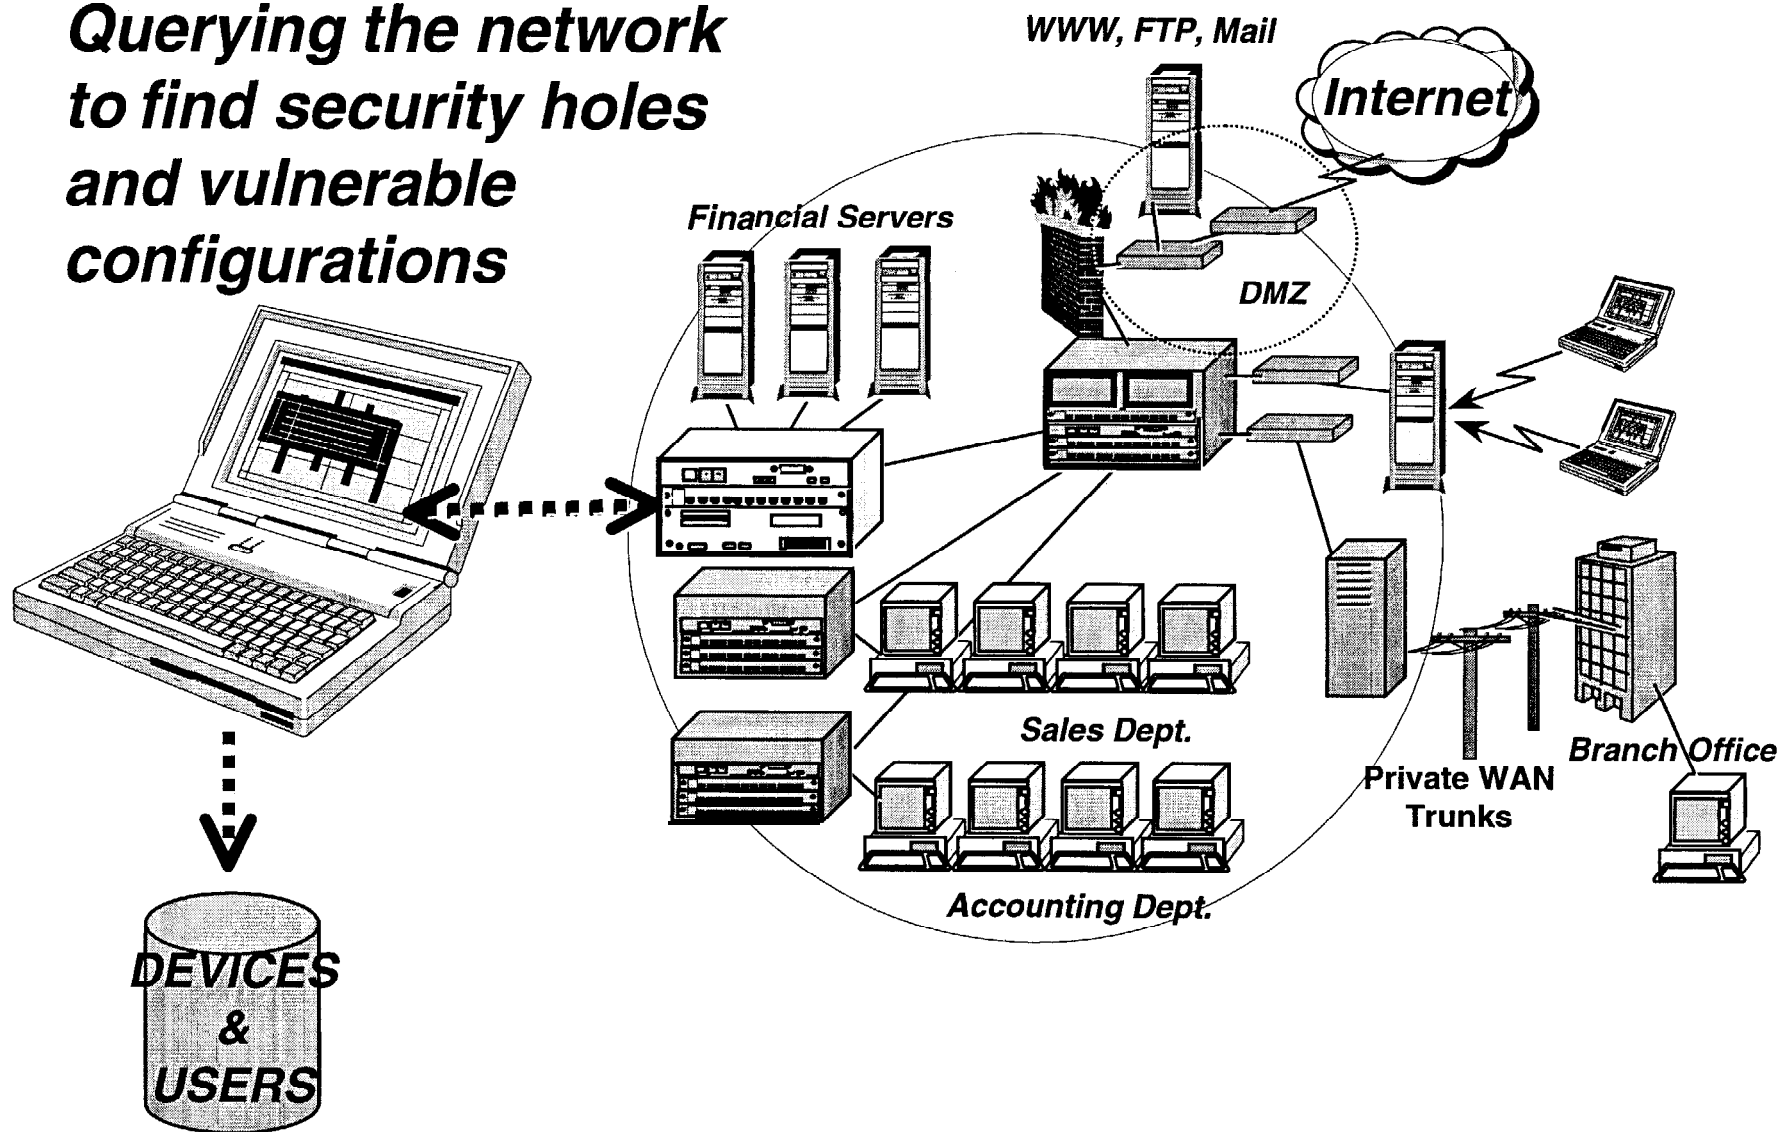 Querying the network
to find security holes
and vulnerable
configurations
WWW, FTP, Mail
Internet
Financial Servers
DMZ
Sales Dept.
Branch Office
Private WAN
Trunks
Accounting Dept.
DEVICES
&
USERS